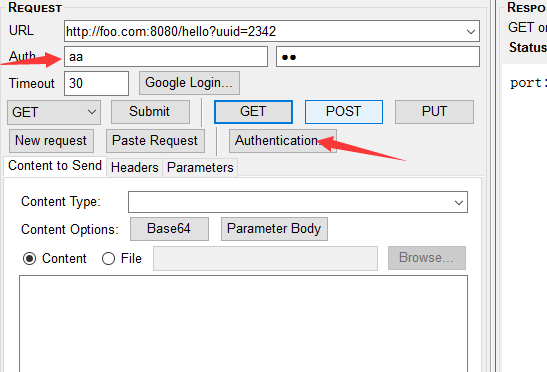 REQUEST
URL http://foo.com:8080/hello?uuid=2342
Auth aa ●●
Timeout 30 Google Login...
GET Submit GET POST PUT
New request Paste Request Authentication...
Content to Send Headers Parameters
Content Type:
Content Options: Base64 Parameter Body
Content File Browse...
GET
Status
port: